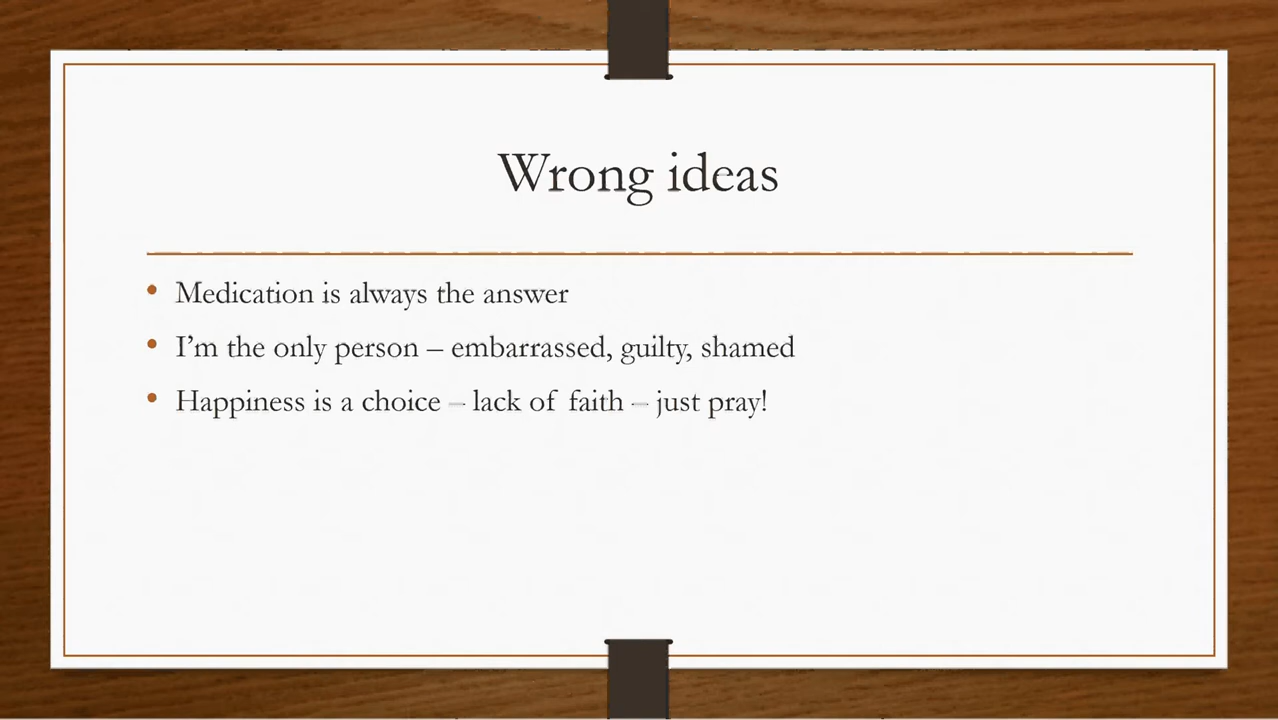 Wrong ideas
• Medication is always the answer
• I'm the only person – embarrassed, guilty, shamed
• Happiness is a choice – lack of faith – just pray!